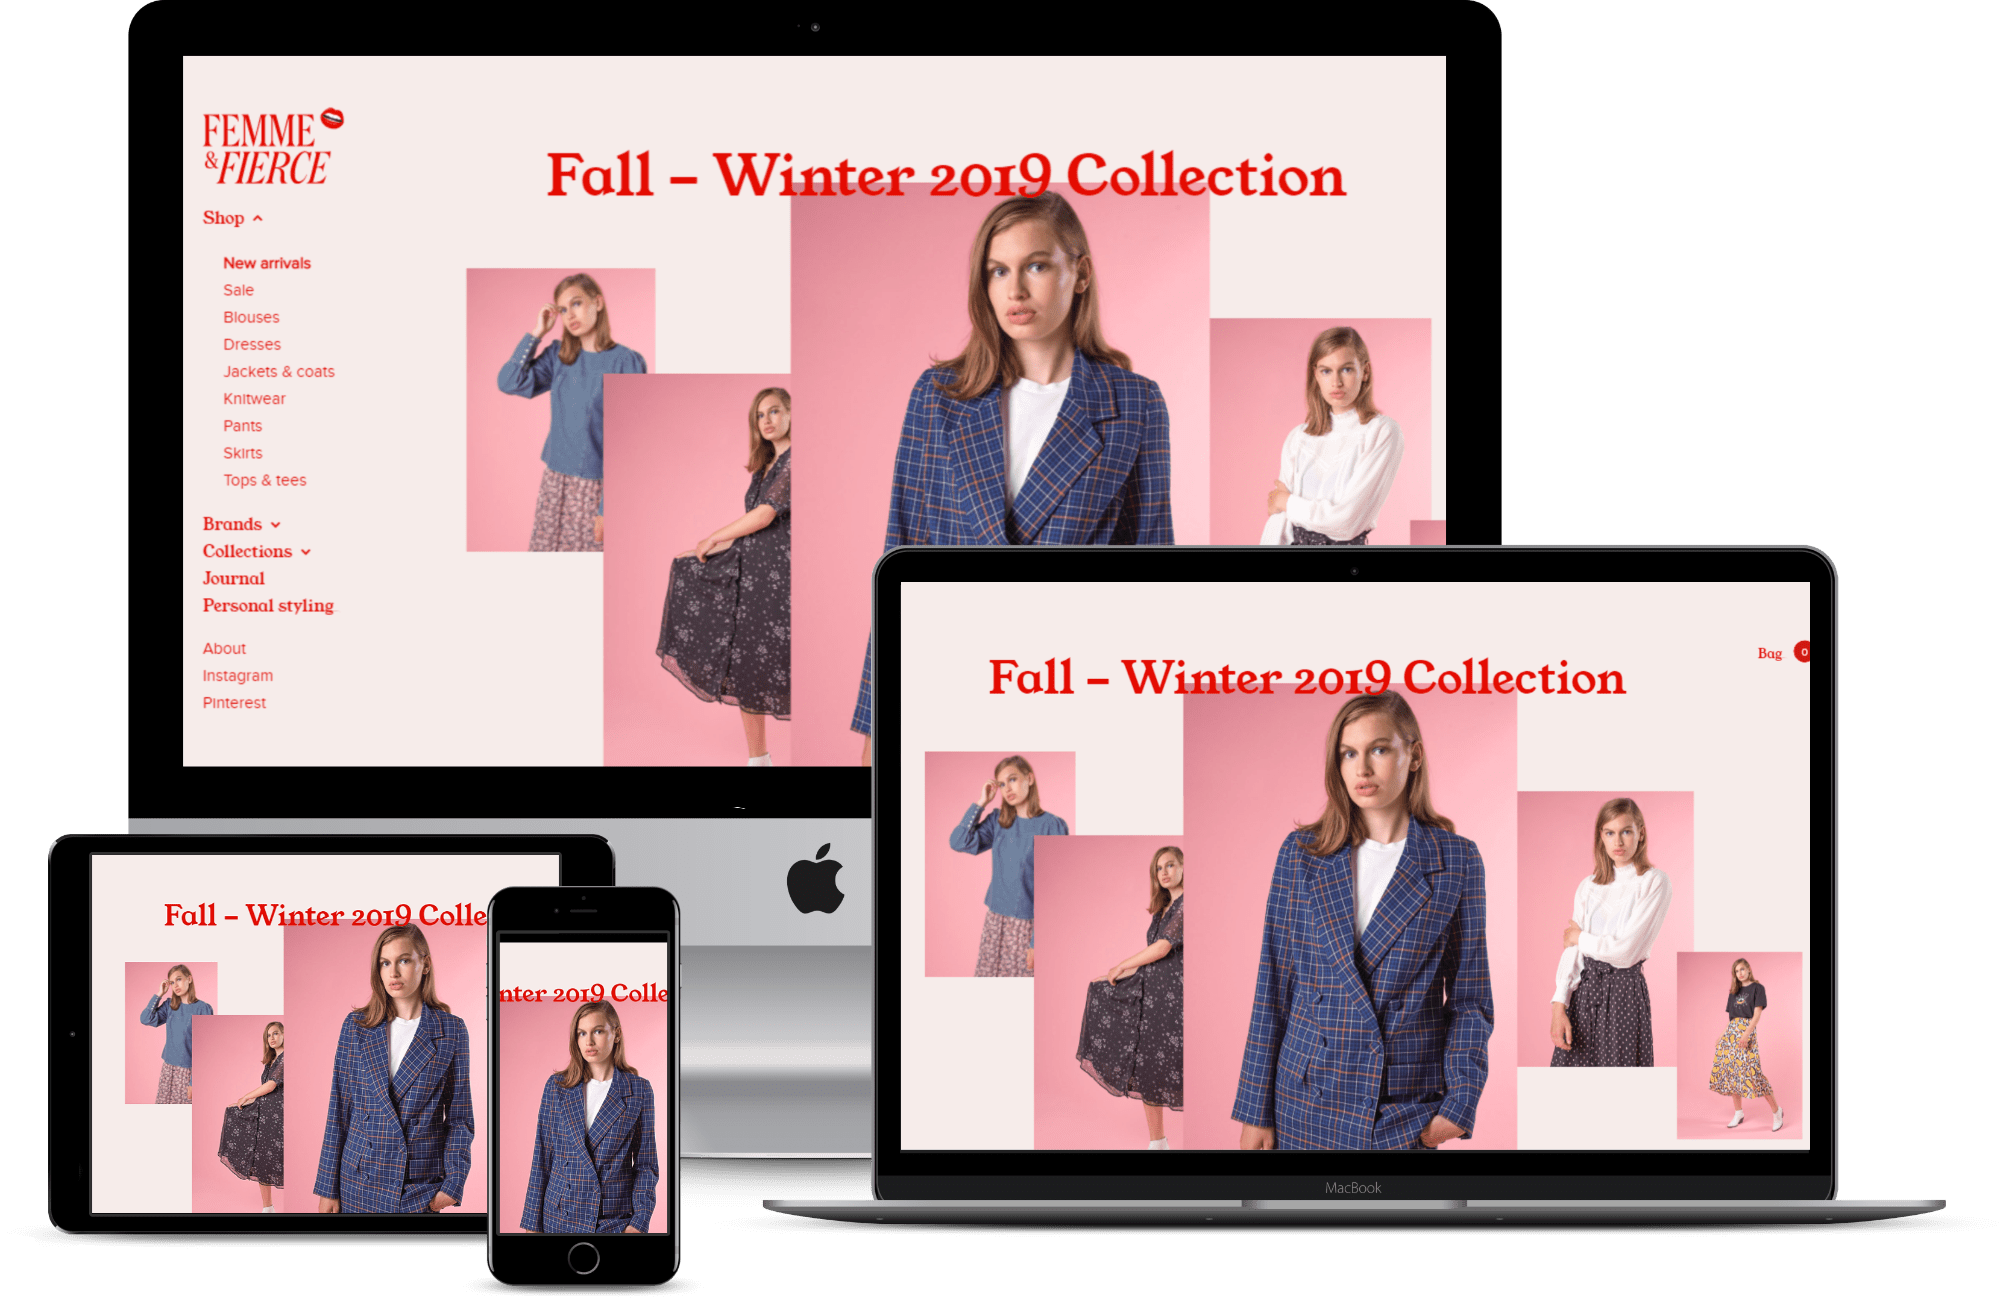 FEMME
& FIERCE
Shop
New arrivals
Sale
Blouses
Dresses
Jackets & coats
Knitwear
Pants
Skirts
Tops & tees
Brands
Collections
Journal
Personal styling
About
Instagram
Pinterest
Fall – Winter 2019 Collection
Bag 0
Fall – Winter 2019 Collection
MacBook
Fall – Winter 2019 Colle
nter 2019 Colle